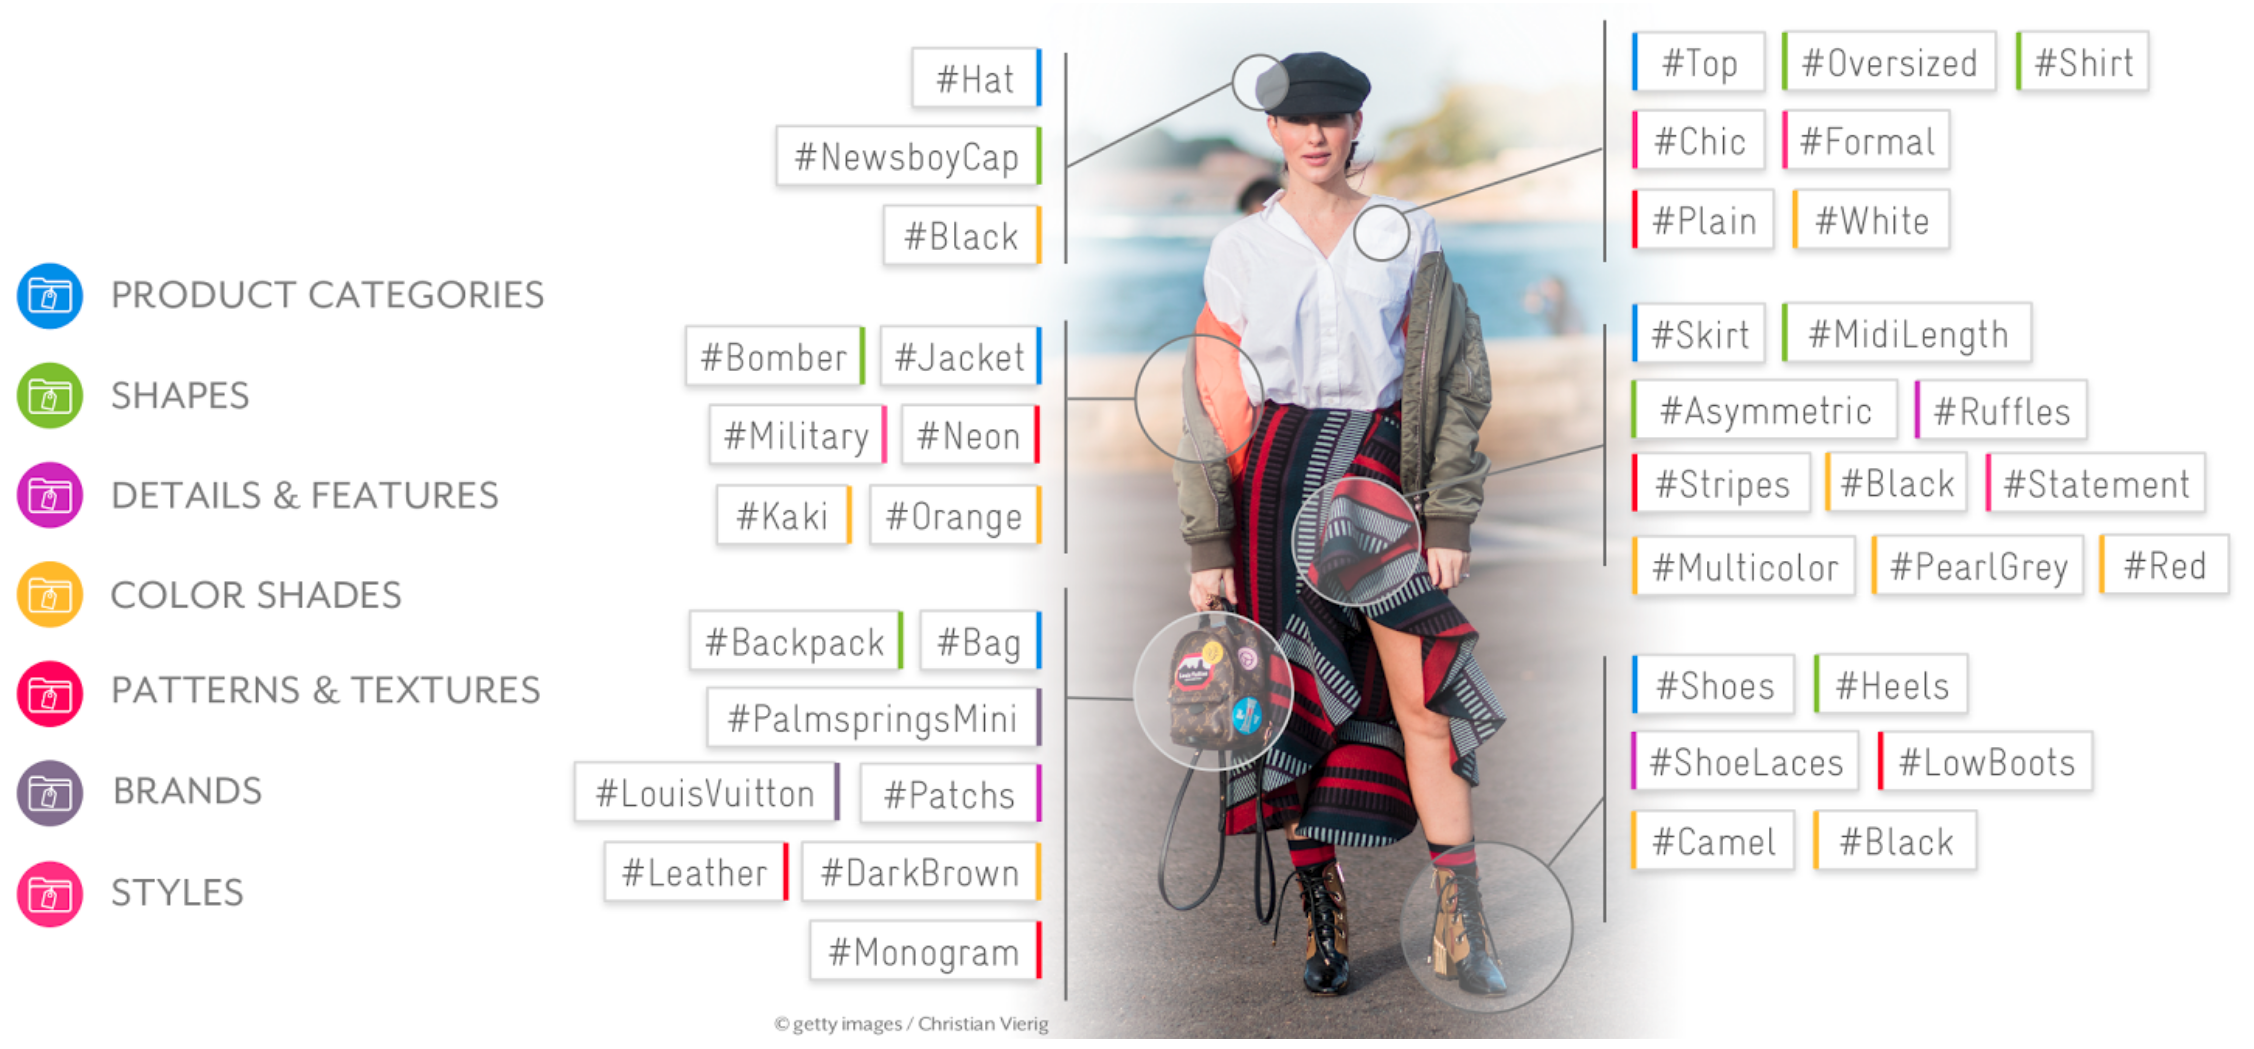 PRODUCT CATEGORIES
SHAPES
DETAILS & FEATURES
COLOR SHADES
PATTERNS & TEXTURES
BRANDS
STYLES
#Hat
#NewsboyCap
#Black
#Bomber #Jacket
#Military #Neon
#Kaki #Orange
#Backpack #Bag
#PalmspringsMini
#LouisVuitton #Patchs
#Leather #DarkBrown
#Monogram
© getty images / Christian Vierig
#Top #Oversized #Shirt
#Chic #Formal
#Plain #White
#Skirt #MidiLength
#Asymmetric #Ruffles
#Stripes #Black #Statement
#Multicolor #PearlGrey #Red
#Shoes #Heels
#ShoeLaces #LowBoots
#Camel #Black